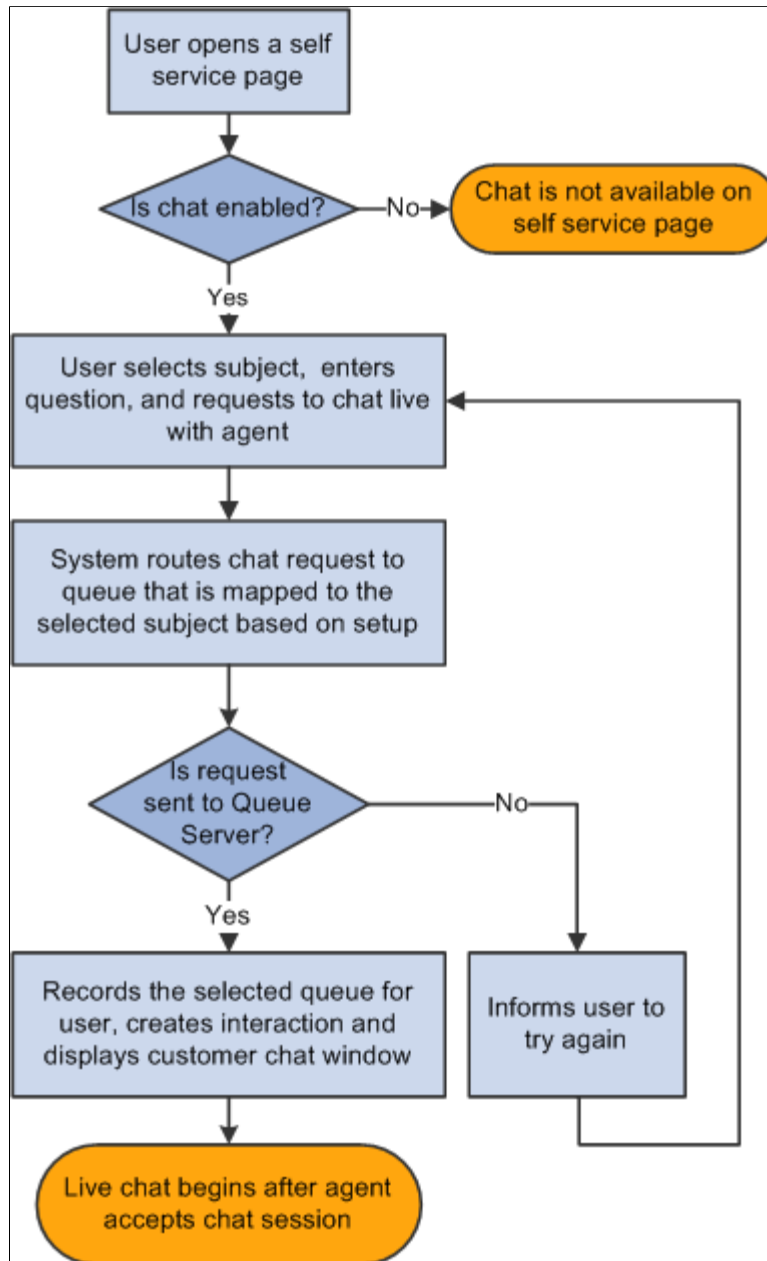 User opens a self
service page
Is chat enabled?
No
Chat is not available on
self service page
Yes
User selects subject,  enters
question, and requests to chat live
with agent
System routes chat request to
queue that is mapped to the
selected subject based on setup
Is request
sent to Queue
Server?
No
Yes
Records the selected queue for
user, creates interaction and
displays customer chat window
Informs user to
try again
Live chat begins after agent
accepts chat session